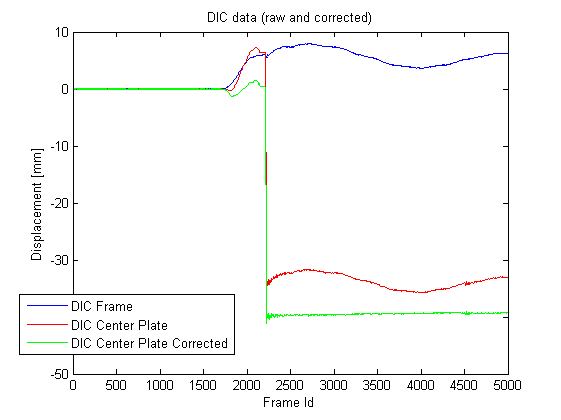 DIC data (raw and corrected)
10
0
-10
-20
-30
-50
Displacement [mm]
DIC Frame
DIC Center Plate
DIC Center Plate Corrected
0 500 1000 1500 2000 2500 3000 3500 4000 4500 5000
Frame Id